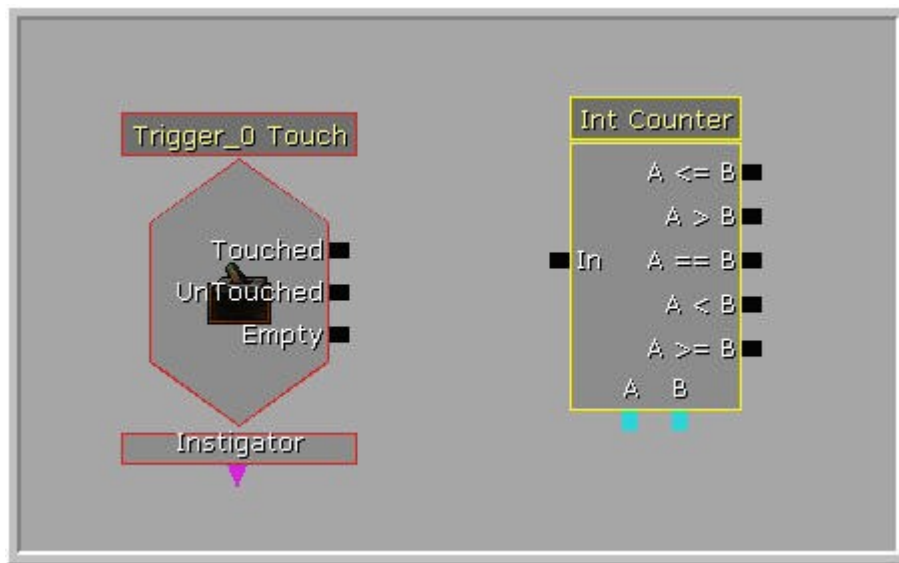 Trigger_0 Touch
Touched
UnTouched
Empty
Instigator
Int Counter
A <= B
A > B
In
A == B
A < B
A >= B
A
B